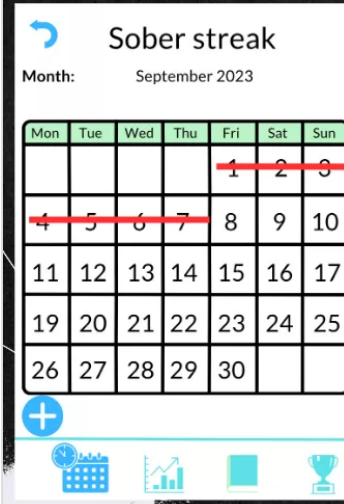 Sober streak
Month: September 2023
Mon Tue Wed Thu Fri Sat Sun
1 2 3
4 5 6 7 8 9 10
11 12 13 14 15 16 17
19 20 21 22 23 24 25
26 27 28 29 30